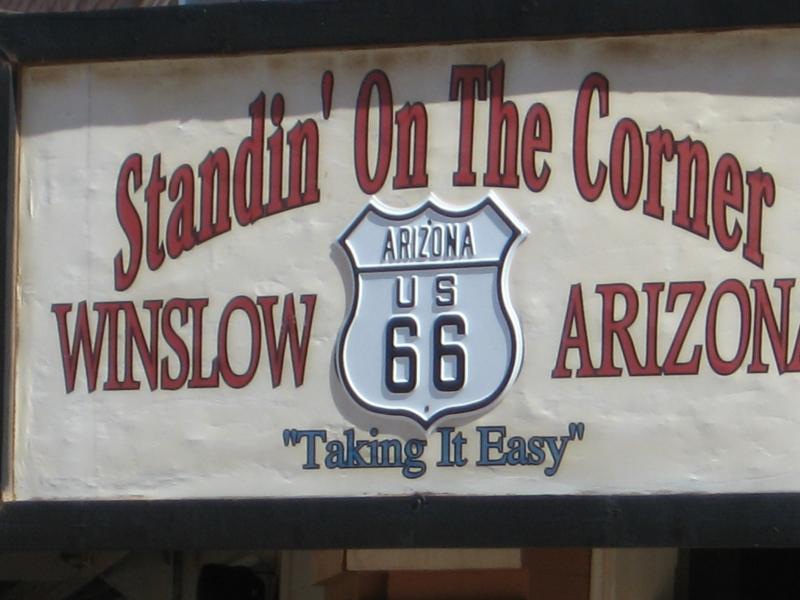 Standin' On The Corner
ARIZONA
US
66
WINSLOW ARIZONA
"Taking It Easy"